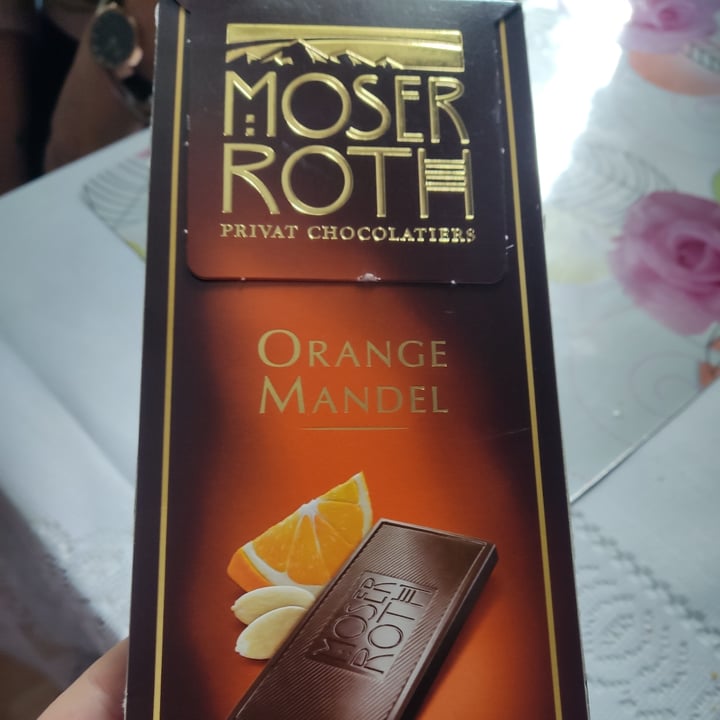 MOSER
ROTH
PRIVAT CHOCOLATIERS
ORANGE
MANDEL
MOSER
ROTH